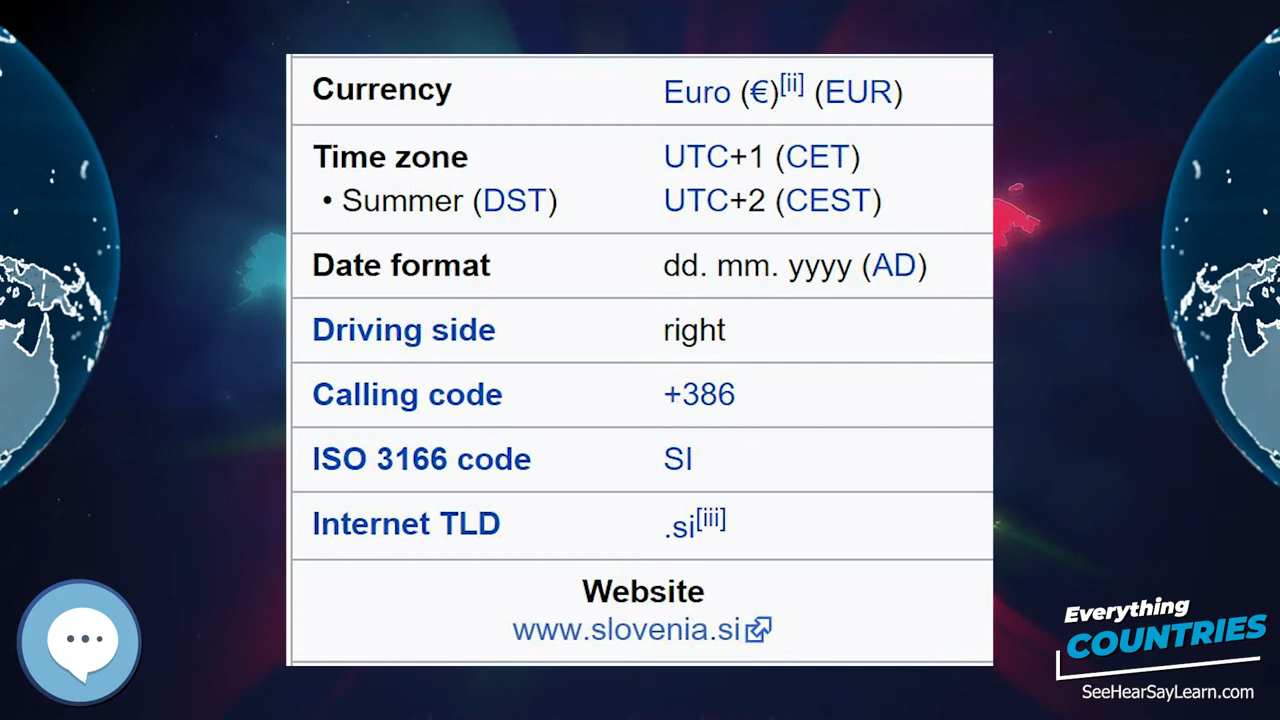 Currency Euro (€)[ii] (EUR)
Time zone UTC+1 (CET)
• Summer (DST) UTC+2 (CEST)
Date format dd. mm. yyyy (AD)
Driving side right
Calling code +386
ISO 3166 code SI
Internet TLD .si[iii]
Website
www.slovenia.si
Everything
COUNTRIES
SeeHearSayLearn.com